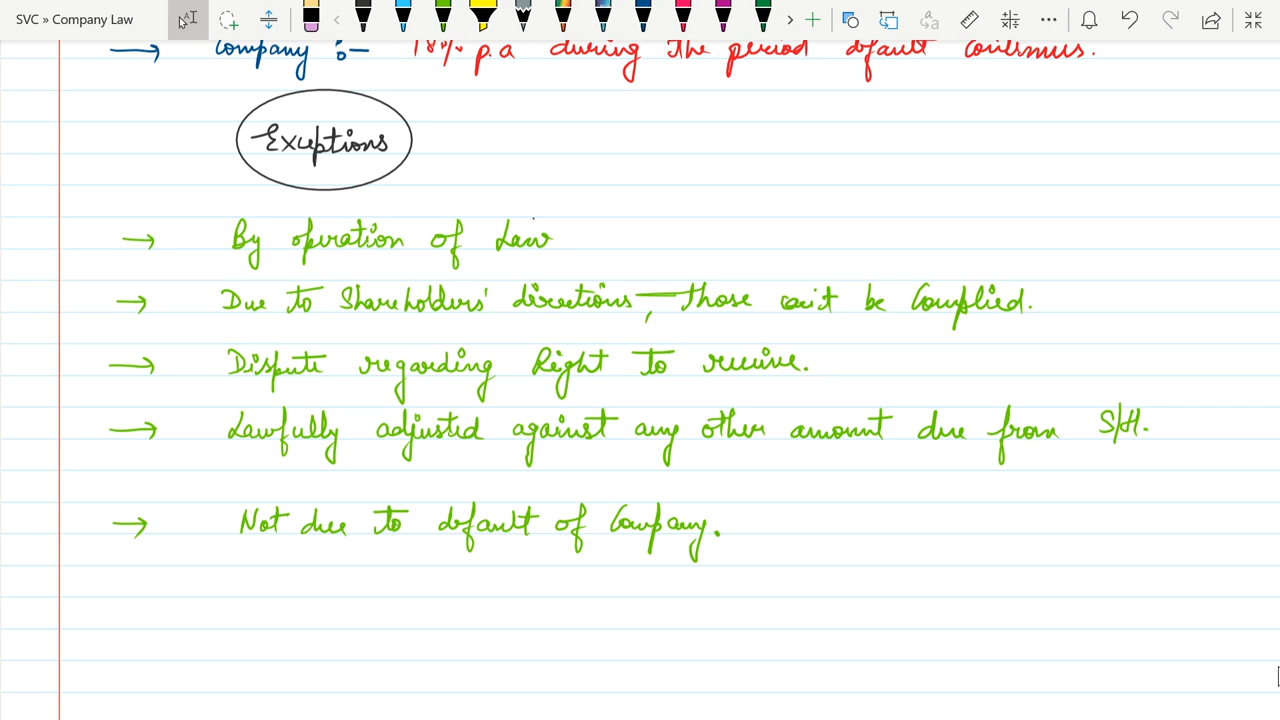 SVC » Company Law
→ Company :- 18% p.a during the period default continues.
Exceptions
→ By operation of Law
→ Due to Shareholders' directions, those can't be Complied.
→ Dispute regarding Right to receive.
→ Lawfully adjusted against any other amount due from S/H.
→ Not due to default of Company.